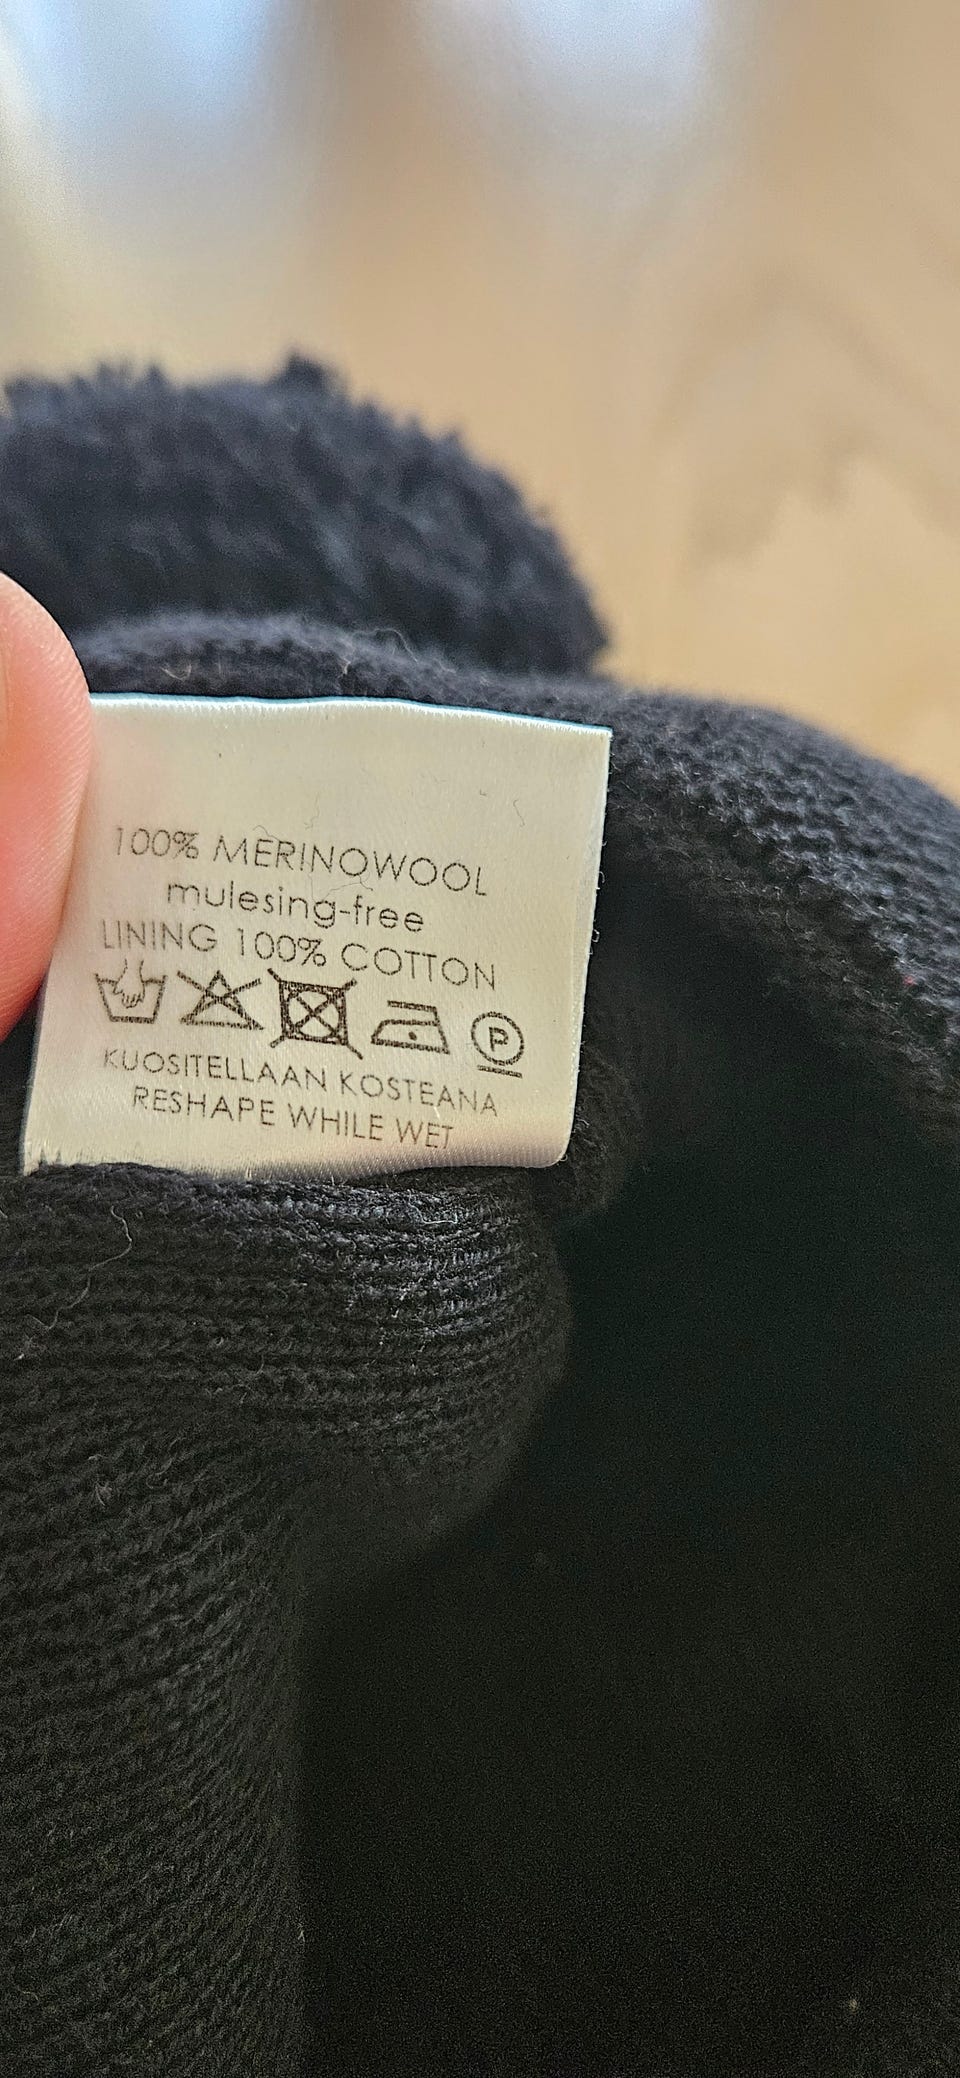 100% MERINOWOOL
mulesing-free
LINING 100% COTTON
P
KUOSITELLAAN KOSTEANA
RESHAPE WHILE WET